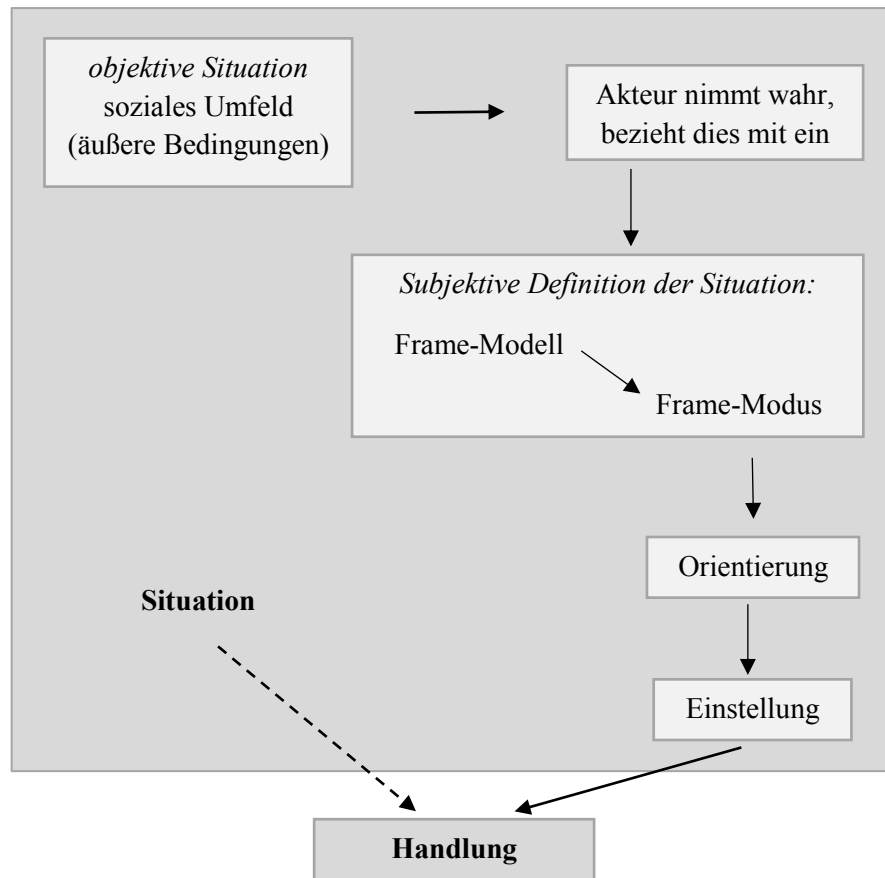 objektive Situation
soziales Umfeld
(äußere Bedingungen)
Akteur nimmt wahr,
bezieht dies mit ein
Subjektive Definition der Situation:
Frame-Modell
Frame-Modus
Orientierung
Situation
Einstellung
Handlung